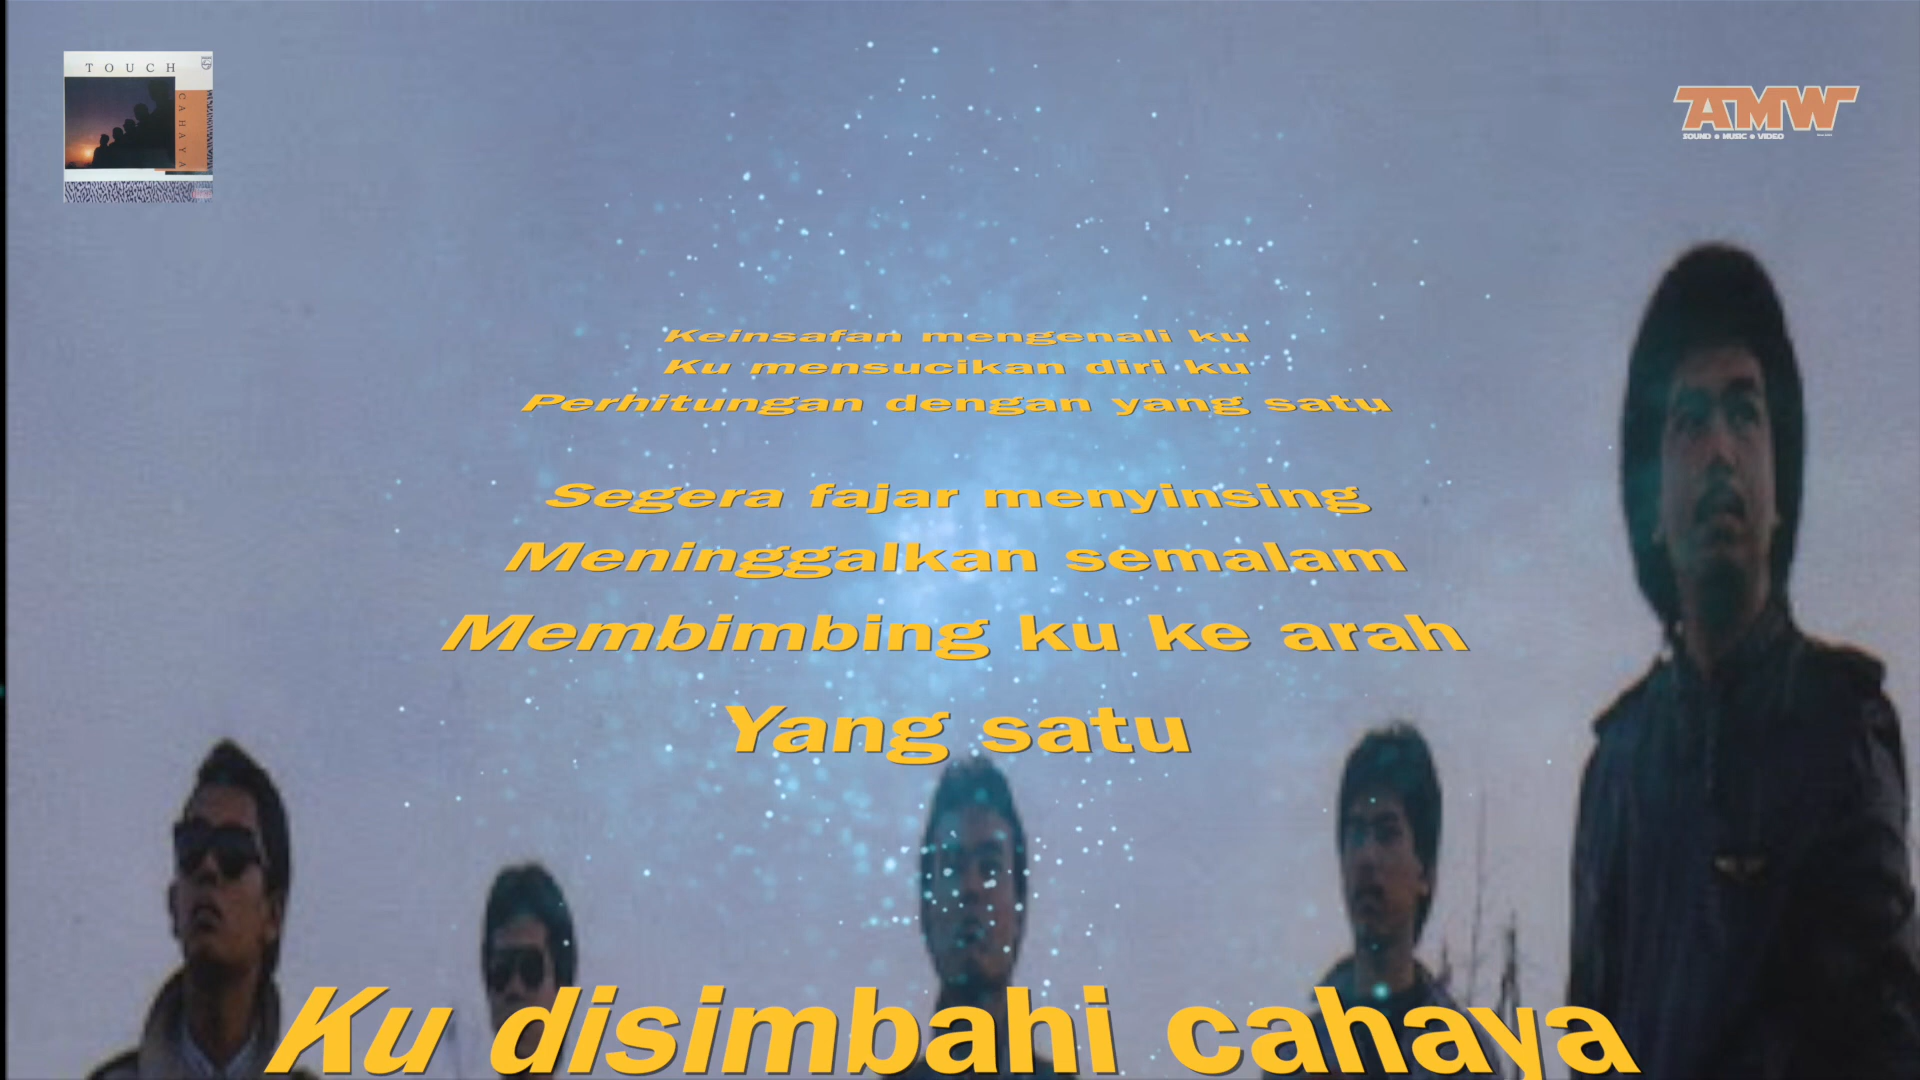 TOUCH
CAHAYA
AMW
SOUND ● MUSIC ● VIDEO
Keinsafan mengenali ku
Ku mensucikan diri ku
Perhitungan dengan yang satu
Segera fajar menyinsing
Meninggalkan semalam
Membimbing ku ke arah
Yang satu
Ku disimbahi cahaya